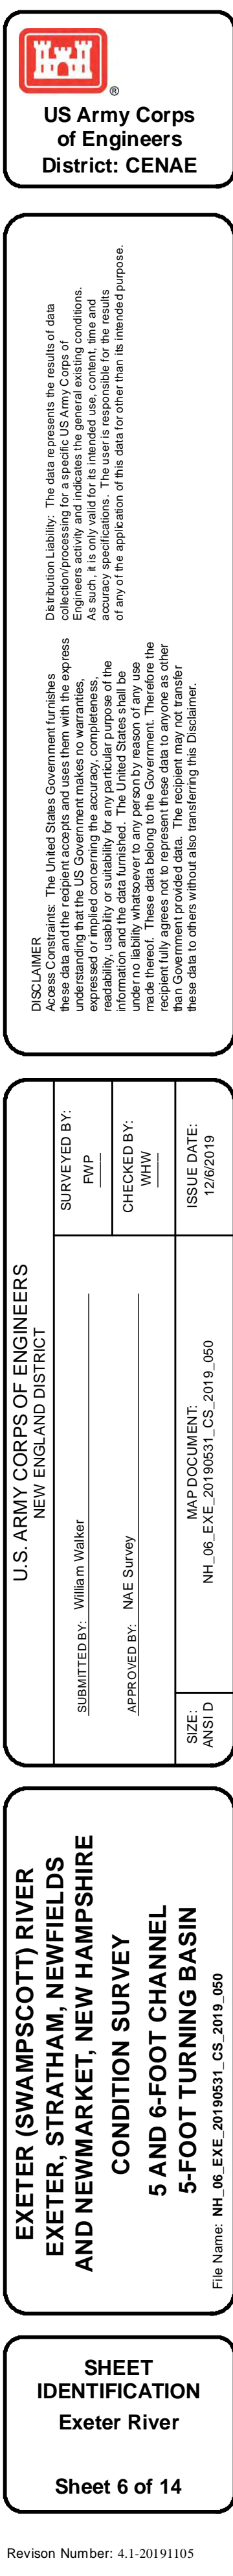 ®
US Army Corps
of Engineers
District: CENAE
DISCLAIMER
Access Constraints: The United States Government furnishes
these data and the recipient accepts and uses them with the express
understanding that the US Government makes no warranties,
expressed or implied concerning the accuracy, completeness,
readability, usability or suitability for any particular purpose of the
information and the data furnished. The United States shall be
under no liability whatsoever to any person by reason of any use
made thereof. These data belong to the Government. Therefore the
recipient fully agrees not to represent these data to anyone as other
than Government provided data. The recipient may not transfer
these data to others without also transferring this Disclaimer.
Distribution Liability: The data represents the results of data
collection/processing for a specific US Army Corps of
Engineers activity and indicates the general existing conditions.
As such, it is only valid for its intended use, content, time and
accuracy specifications. The user is responsible for the results
of any of the application of this data for other than its intended purpose.
U.S. ARMY CORPS OF ENGINEERS
NEW ENGLAND DISTRICT
SUBMITTED BY: William Walker
SURVEYED BY:
FWP
APPROVED BY: NAE Survey
CHECKED BY:
WHW
SIZE:
ANSI D
MAP DOCUMENT:
NH_06_EXE_20190531_CS_2019_050
ISSUE DATE:
12/6/2019
EXETER (SWAMPSCOTT) RIVER
EXETER, STRATHAM, NEWFIELDS
AND NEWMARKET, NEW HAMPSHIRE
CONDITION SURVEY
5 AND 6-FOOT CHANNEL
5-FOOT TURNING BASIN
File Name: NH_06_EXE_20190531_CS_2019_050
SHEET
IDENTIFICATION
Exeter River
Sheet 6 of 14
Revison Number: 4.1-20191105